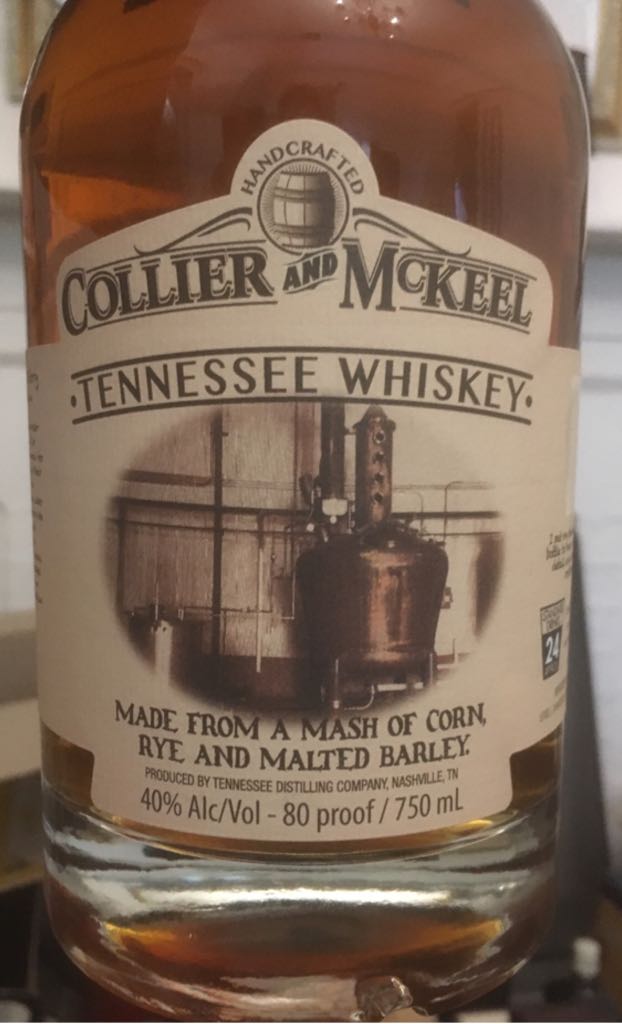 HANDCRAFTED
COLLIER AND MCKEEL
·TENNESSEE WHISKEY·
MADE FROM A MASH OF CORN,
RYE AND MALTED BARLEY.
PRODUCED BY TENNESSEE DISTILLING COMPANY, NASHVILLE, TN
40% Alc/Vol - 80 proof / 750 mL
24